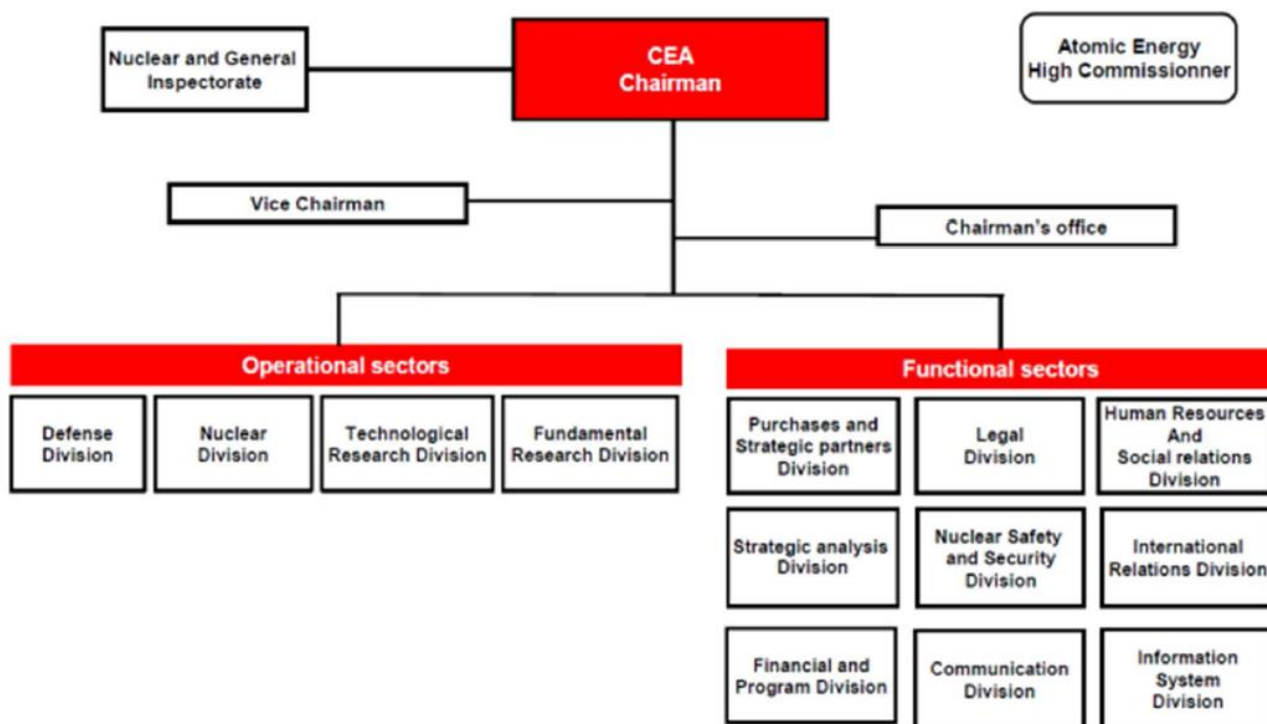 Nuclear and General
Inspectorate
CEA
Chairman
Atomic Energy
High Commissionner
Vice Chairman
Chairman's office
Operational sectors
Defense
Division
Nuclear
Division
Technological
Research Division
Fundamental
Research Division
Functional sectors
Purchases and
Strategic partners
Division
Legal
Division
Human Resources
And
Social relations
Division
Strategic analysis
Division
Nuclear Safety
and Security
Division
International
Relations Division
Financial and
Program Division
Communication
Division
Information
System
Division